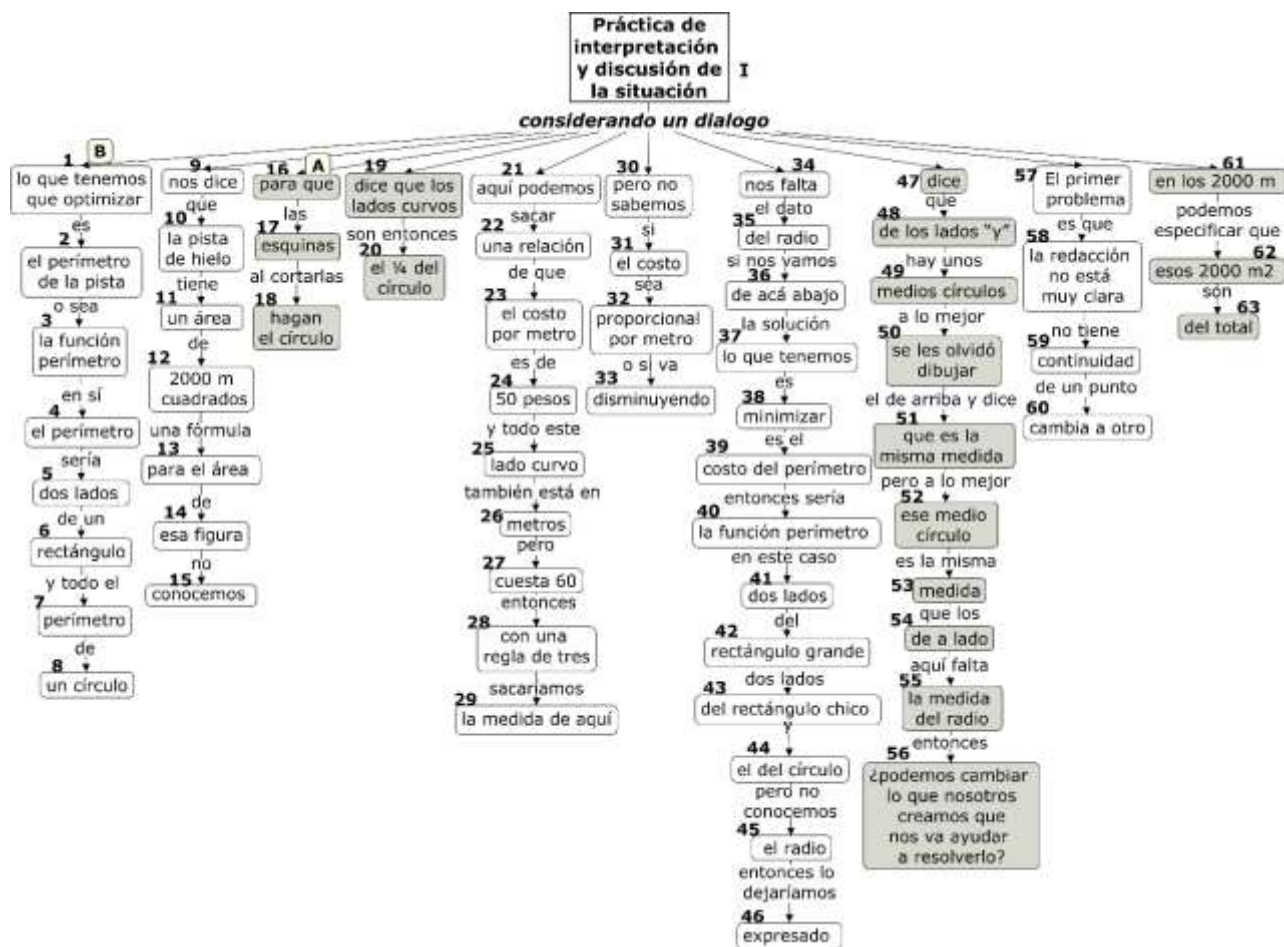 Práctica de
interpretación
y discusión de
la situación
I
considerando un dialogo
B
1
lo que tenemos
que optimizar
es
2
el perímetro
de la pista
o sea
3
la función
perímetro
en sí
4
el perímetro
sería
5
dos lados
de un
6
rectángulo
y todo el
7
perímetro
de
8
un círculo
9
nos dice
que
10
la pista
de hielo
tiene
11
un área
de
12
2000 m
cuadrados
una fórmula
13
para el área
de
14
esa figura
no
15
conocemos
A
16
para que
las
17
esquinas
al cortarlas
18
hagan
el círculo
19
dice que los
lados curvos
son entonces
20
el ¼ del
círculo
21
aquí podemos
sacar
22
una relación
de que
23
el costo
por metro
es de
24
50 pesos
y todo este
25
lado curvo
también está en
26
metros
pero
27
cuesta 60
entonces
28
con una
regla de tres
sacaríamos
29
la medida de aquí
30
pero no
sabemos
si
31
el costo
sea
32
proporcional
por metro
o si va
33
disminuyendo
34
nos falta
el dato
35
del radio
si nos vamos
36
de acá abajo
la solución
37
lo que tenemos
es
38
minimizar
es el
39
costo del perímetro
entonces sería
40
la función perímetro
en este caso
41
dos lados
del
42
rectángulo grande
dos lados
43
del rectángulo chico
y
44
el del círculo
pero no
conocemos
45
el radio
entonces lo
dejaríamos
46
expresado
47
dice
que
48
de los lados "y"
hay unos
49
medios círculos
a lo mejor
50
se les olvidó
dibujar
el de arriba y dice
51
que es la
misma medida
pero a lo mejor
52
ese medio
círculo
es la misma
53
medida
que los
54
de a lado
aquí falta
55
la medida
del radio
entonces
56
¿podemos cambiar
lo que nosotros
creamos que
nos va ayudar
a resolverlo?
57
El primer
problema
es que
58
la redacción
no está
muy clara
no tiene
59
continuidad
de un punto
60
cambia a otro
61
en los 2000 m
podemos
especificar que
62
esos 2000 m2
són
63
del total